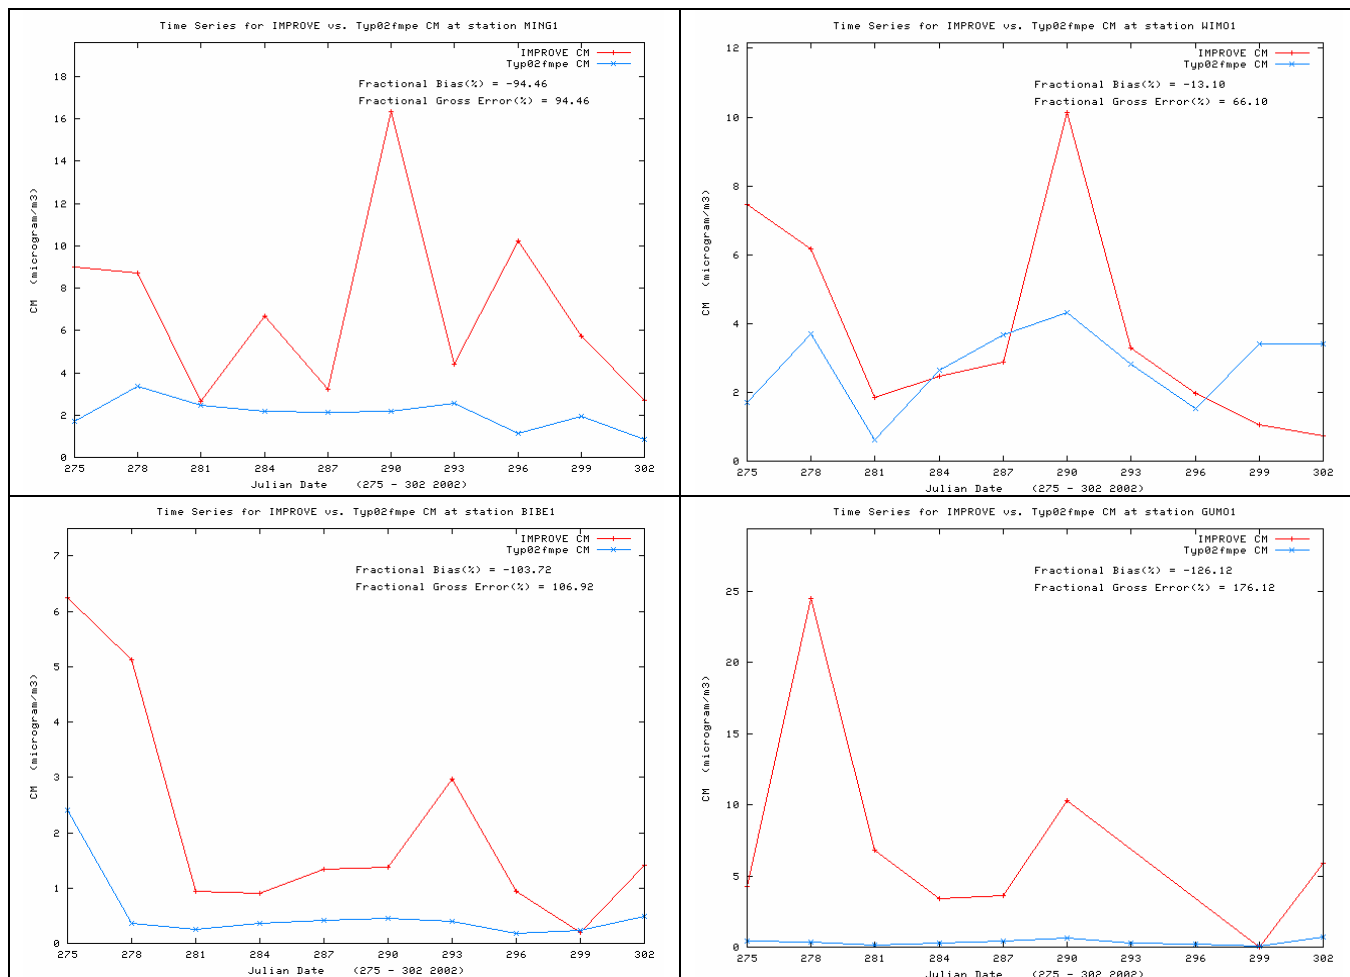 Time Series for IMPROVE vs. Typ02fmpe CM at station MING1
IMPROVE CM
Typ02fmpe CM
Fractional Bias(%) = -94.46
Fractional Gross Error(%) = 94.46
CM (microgram/m3)
18
16
14
12
10
8
6
4
2
0
275 278 281 284 287 290 293 296 299 302
Julian Date (275 - 302 2002)
Time Series for IMPROVE vs. Typ02fmpe CM at station WIMO1
IMPROVE CM
Typ02fmpe CM
Fractional Bias(%) = -13.10
Fractional Gross Error(%) = 66.10
CM (microgram/m3)
12
10
8
6
4
2
0
275 278 281 284 287 290 293 296 299 302
Julian Date (275 - 302 2002)
Time Series for IMPROVE vs. Typ02fmpe CM at station BIBE1
IMPROVE CM
Typ02fmpe CM
Fractional Bias(%) = -103.72
Fractional Gross Error(%) = 106.92
CM (microgram/m3)
7
6
5
4
3
2
1
0
275 278 281 284 287 290 293 296 299 302
Julian Date (275 - 302 2002)
Time Series for IMPROVE vs. Typ02fmpe CM at station GUMO1
IMPROVE CM
Typ02fmpe CM
Fractional Bias(%) = -126.12
Fractional Gross Error(%) = 176.12
CM (microgram/m3)
25
20
15
10
5
0
275 278 281 284 287 290 293 296 299 302
Julian Date (275 - 302 2002)